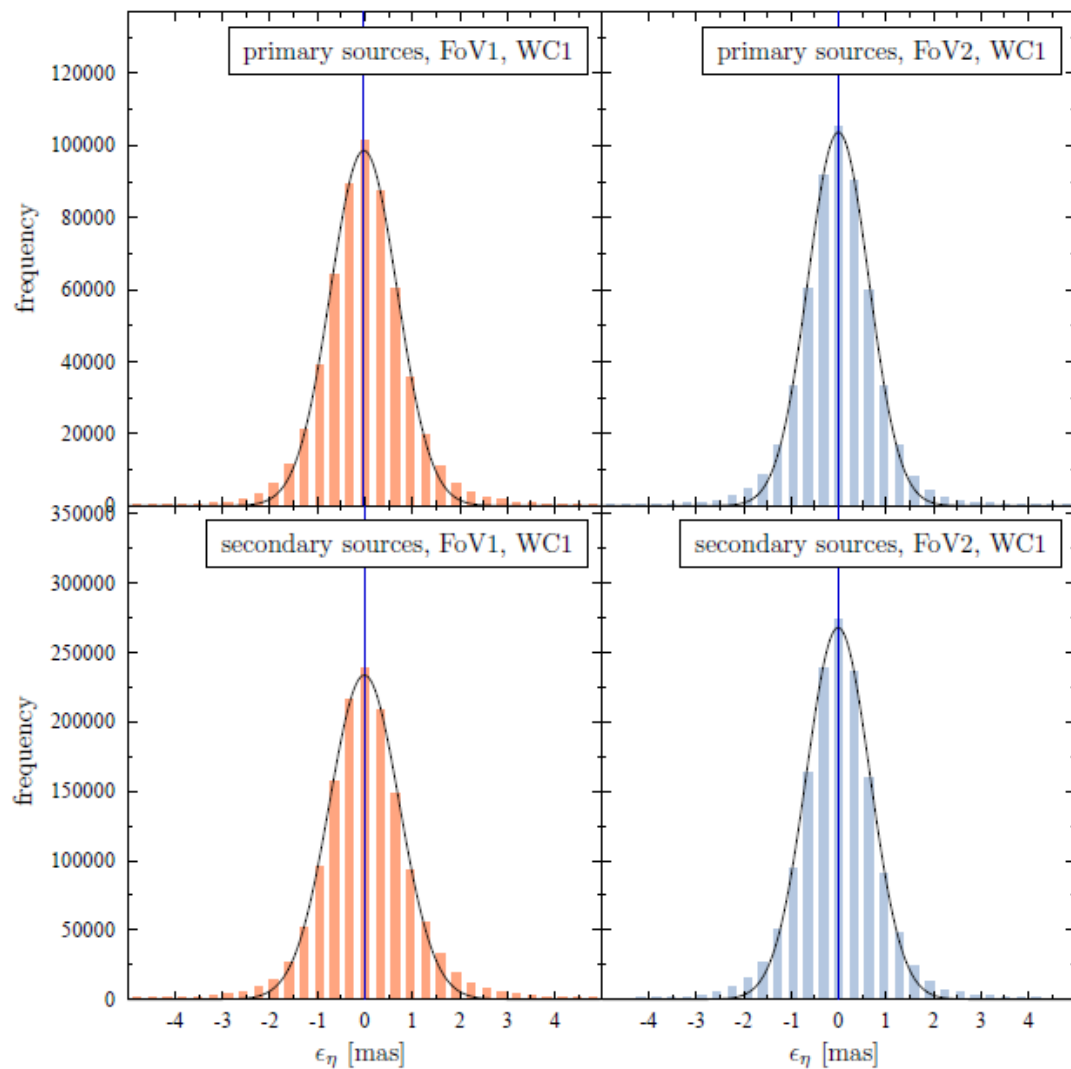 primary sources, FoV1, WC1
primary sources, FoV2, WC1
120000
100000
80000
60000
40000
20000
0
frequency
secondary sources, FoV1, WC1
secondary sources, FoV2, WC1
350000
300000
250000
200000
150000
100000
50000
0
frequency
-4 -3 -2 -1 0 1 2 3 4
-4 -3 -2 -1 0 1 2 3 4
ϵη [mas]
ϵη [mas]